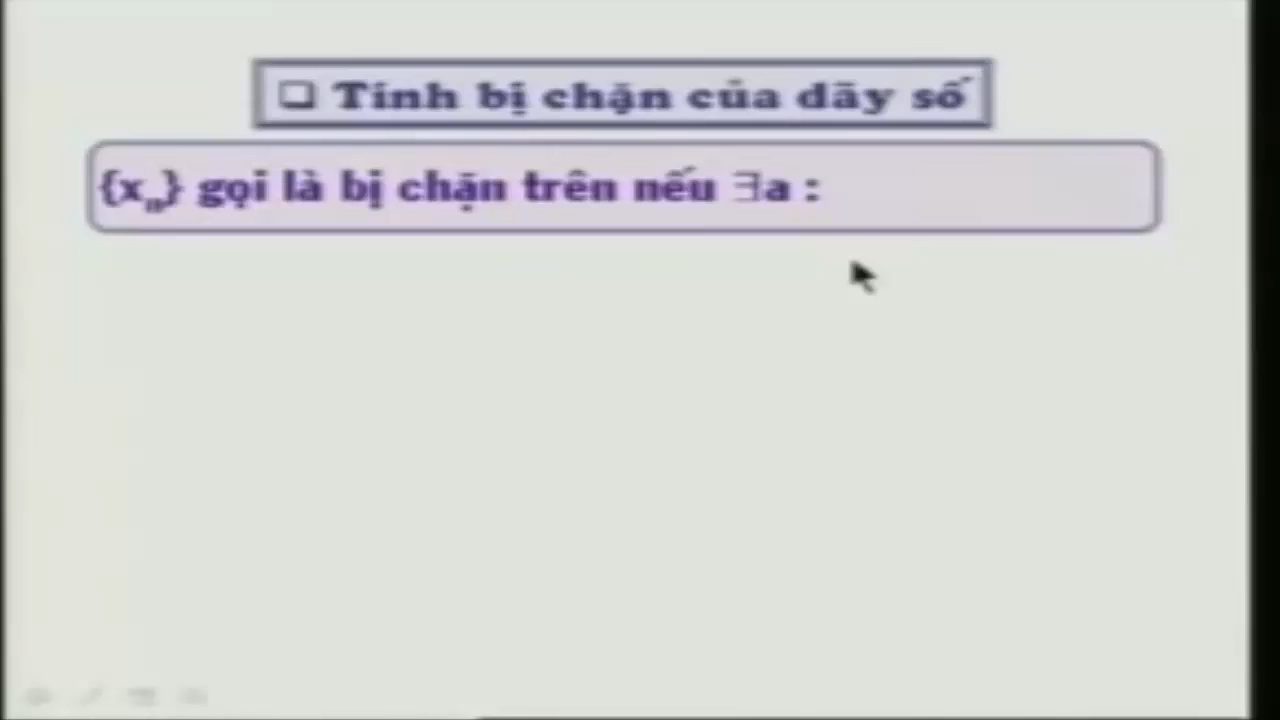 ❑ Tính bị chặn của dãy số
{xₙ} gọi là bị chặn trên nếu ∃a :